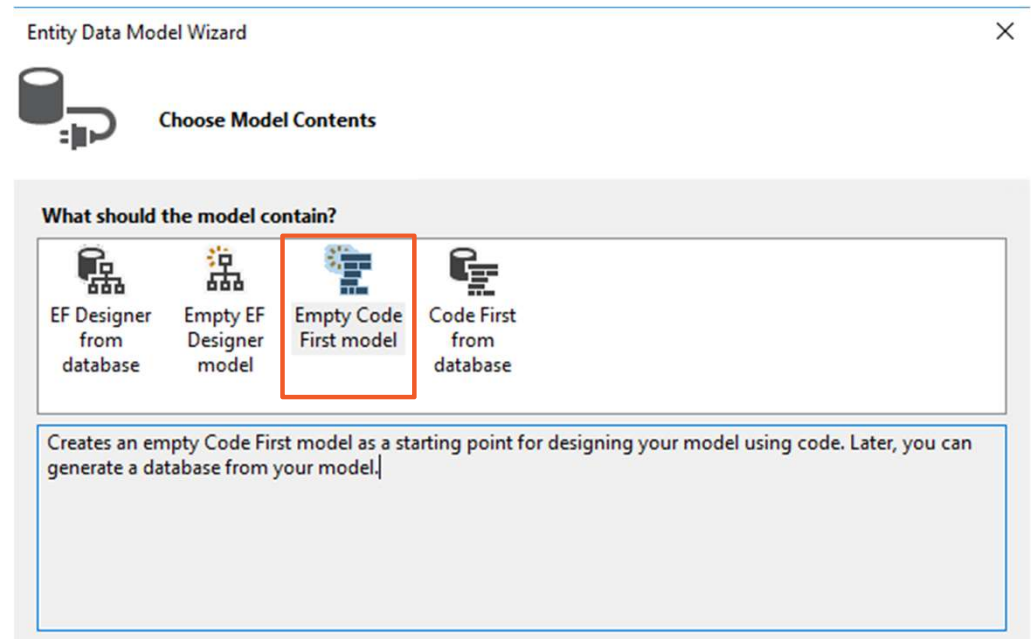 Entity Data Model Wizard
Choose Model Contents
What should the model contain?
EF Designer
from
database
Empty EF
Designer
model
Empty Code
First model
Code First
from
database
Creates an empty Code First model as a starting point for designing your model using code. Later, you can
generate a database from your model.